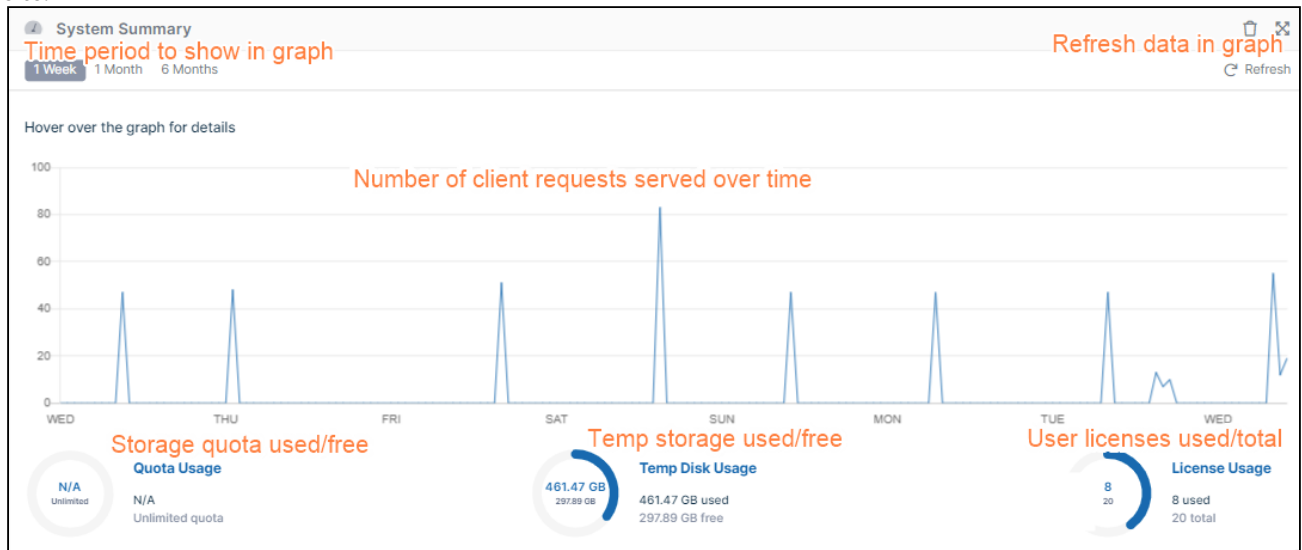 System Summary
Time period to show in graph
Refresh data in graph
1 Week 1 Month 6 Months
Refresh
Hover over the graph for details
Number of client requests served over time
100
80
60
40
20
0
WED THU FRI SAT SUN MON TUE WED
Storage quota used/free
Temp storage used/free
User licenses used/total
N/A
Unlimited
Quota Usage
N/A
Unlimited quota
461.47 GB
297.89 GB
Temp Disk Usage
461.47 GB used
297.89 GB free
8
20
License Usage
8 used
20 total